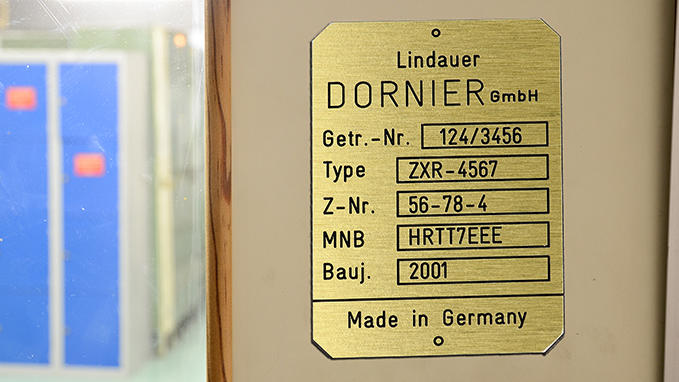 Lindauer
DORNIER GmbH
Getr.-Nr. 124/3456
Type ZXR-4567
Z-Nr. 56-78-4
MNB HRTT7EEE
Bauj. 2001
Made in Germany